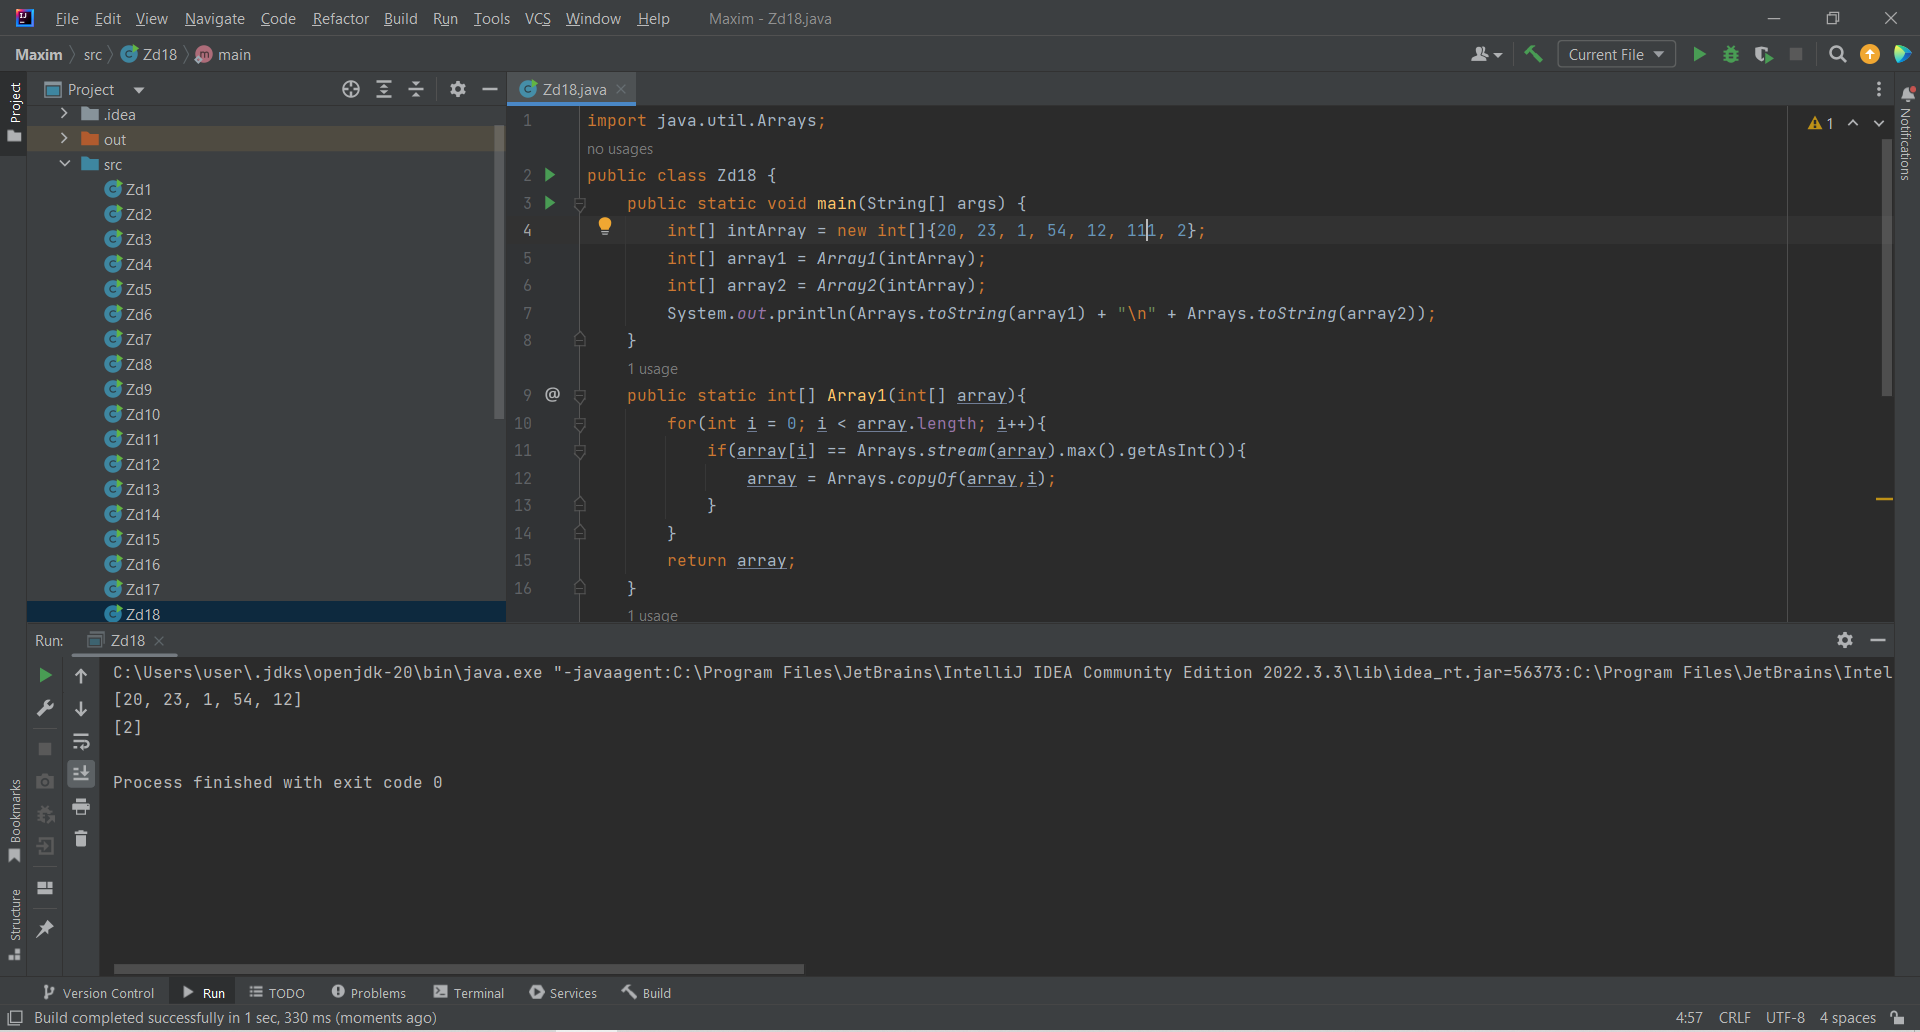 File Edit View Navigate Code Refactor Build Run Tools VCS Window Help Maxim - Zd18.java
Maxim src Zd18 main Current File
Project
Zd18.java
.idea
out
src
Zd1
Zd2
Zd3
Zd4
Zd5
Zd6
Zd7
Zd8
Zd9
Zd10
Zd11
Zd12
Zd13
Zd14
Zd15
Zd16
Zd17
Zd18
1 import java.util.Arrays;
no usages
2 public class Zd18 {
3 public static void main(String[] args) {
4 int[] intArray = new int[]{20, 23, 1, 54, 12, 111, 2};
5 int[] array1 = Array1(intArray);
6 int[] array2 = Array2(intArray);
7 System.out.println(Arrays.toString(array1) + "\n" + Arrays.toString(array2));
8 }
1 usage
9 @ public static int[] Array1(int[] array){
10 for(int i = 0; i < array.length; i++){
11 if(array[i] == Arrays.stream(array).max().getAsInt()){
12 array = Arrays.copyOf(array,i);
13 }
14 }
15 return array;
16 }
1 usage
1
Project
Notifications
Bookmarks
Structure
Run: Zd18
C:\Users\user\.jdks\openjdk-20\bin\java.exe "-javaagent:C:\Program Files\JetBrains\IntelliJ IDEA Community Edition 2022.3.3\lib\idea_rt.jar=56373:C:\Program Files\JetBrains\Intel
[20, 23, 1, 54, 12]
[2]
Process finished with exit code 0
Version Control Run TODO Problems Terminal Services Build
Build completed successfully in 1 sec, 330 ms (moments ago) 4:57 CRLF UTF-8 4 spaces